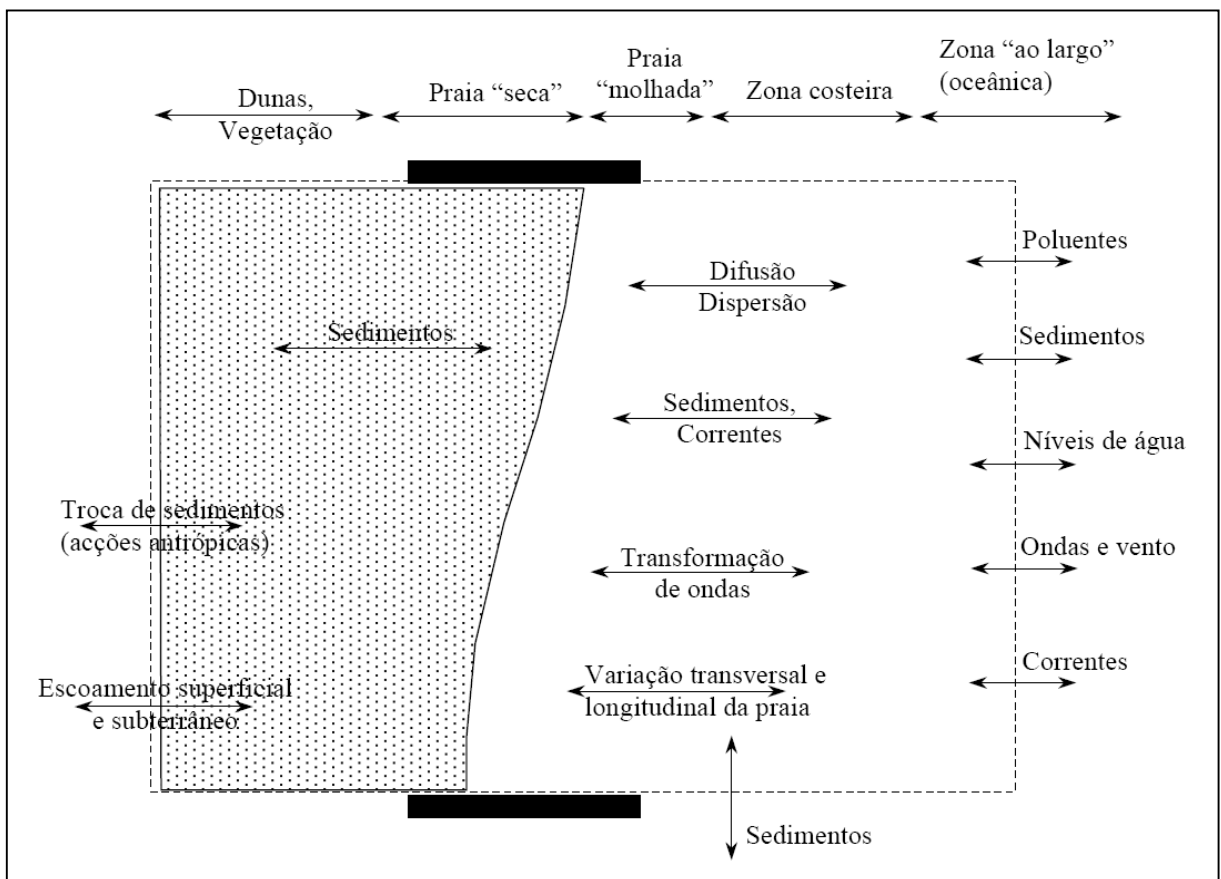 Dunas,
Vegetação
Praia “seca”
Praia
“molhada”
Zona costeira
Zona “ao largo”
(oceânica)
Poluentes
Difusão
Dispersão
Sedimentos
Sedimentos
Sedimentos,
Correntes
Níveis de água
Troca de sedimentos
(acções antrópicas)
Transformação
de ondas
Ondas e vento
Escoamento superficial
e subterrâneo
Variação transversal e
longitudinal da praia
Correntes
Sedimentos